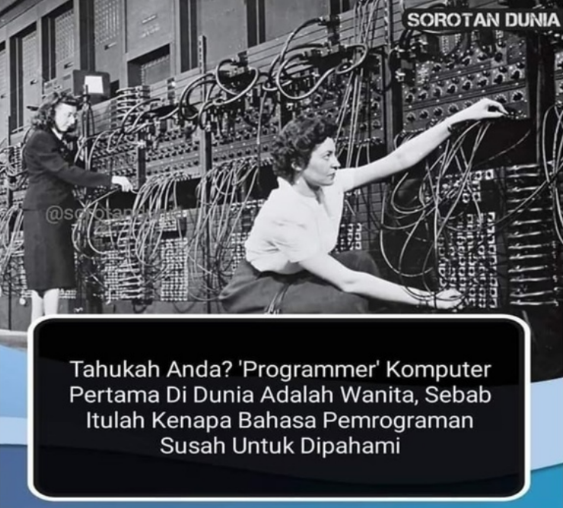 SOROTAN DUNIA
Tahukah Anda? 'Programmer' Komputer
Pertama Di Dunia Adalah Wanita, Sebab
Itulah Kenapa Bahasa Pemrograman
Susah Untuk Dipahami